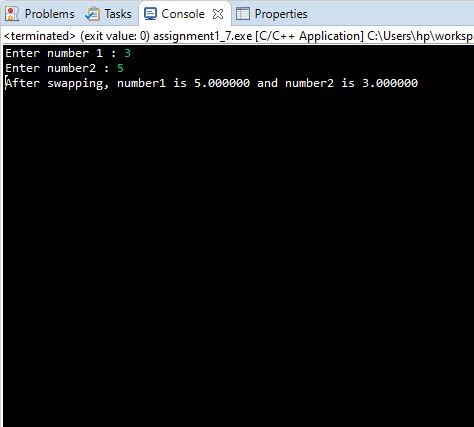 Problems Tasks Console Properties
<terminated> (exit value: 0) assignment1_7.exe [C/C++ Application] C:\Users\hp\worksp
Enter number 1 : 3
Enter number2 : 5
After swapping, number1 is 5.000000 and number2 is 3.000000